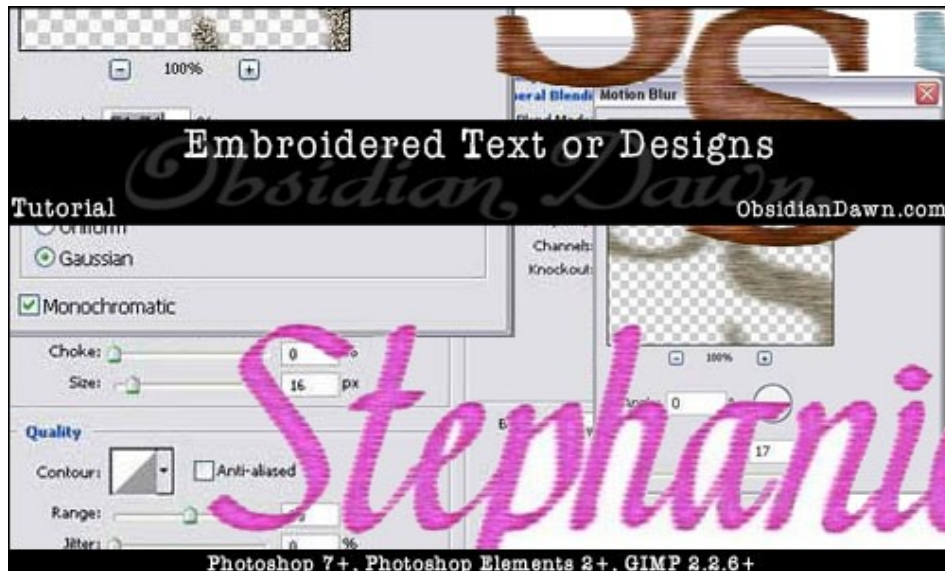 100%
Motion Blur
Embroidered Text or Designs
Obsidian Dawn
Tutorial
ObsidianDawn.com
Gaussian
Channels:
Knockout:
Monochromatic
Choke: 0
100%
Size: 16 px
0
Quality
17
Contour: Anti-aliased
Range:
Jitter: 0 %
Stephani
Photoshop 7+, Photoshop Elements 2+, GIMP 2.2.6+